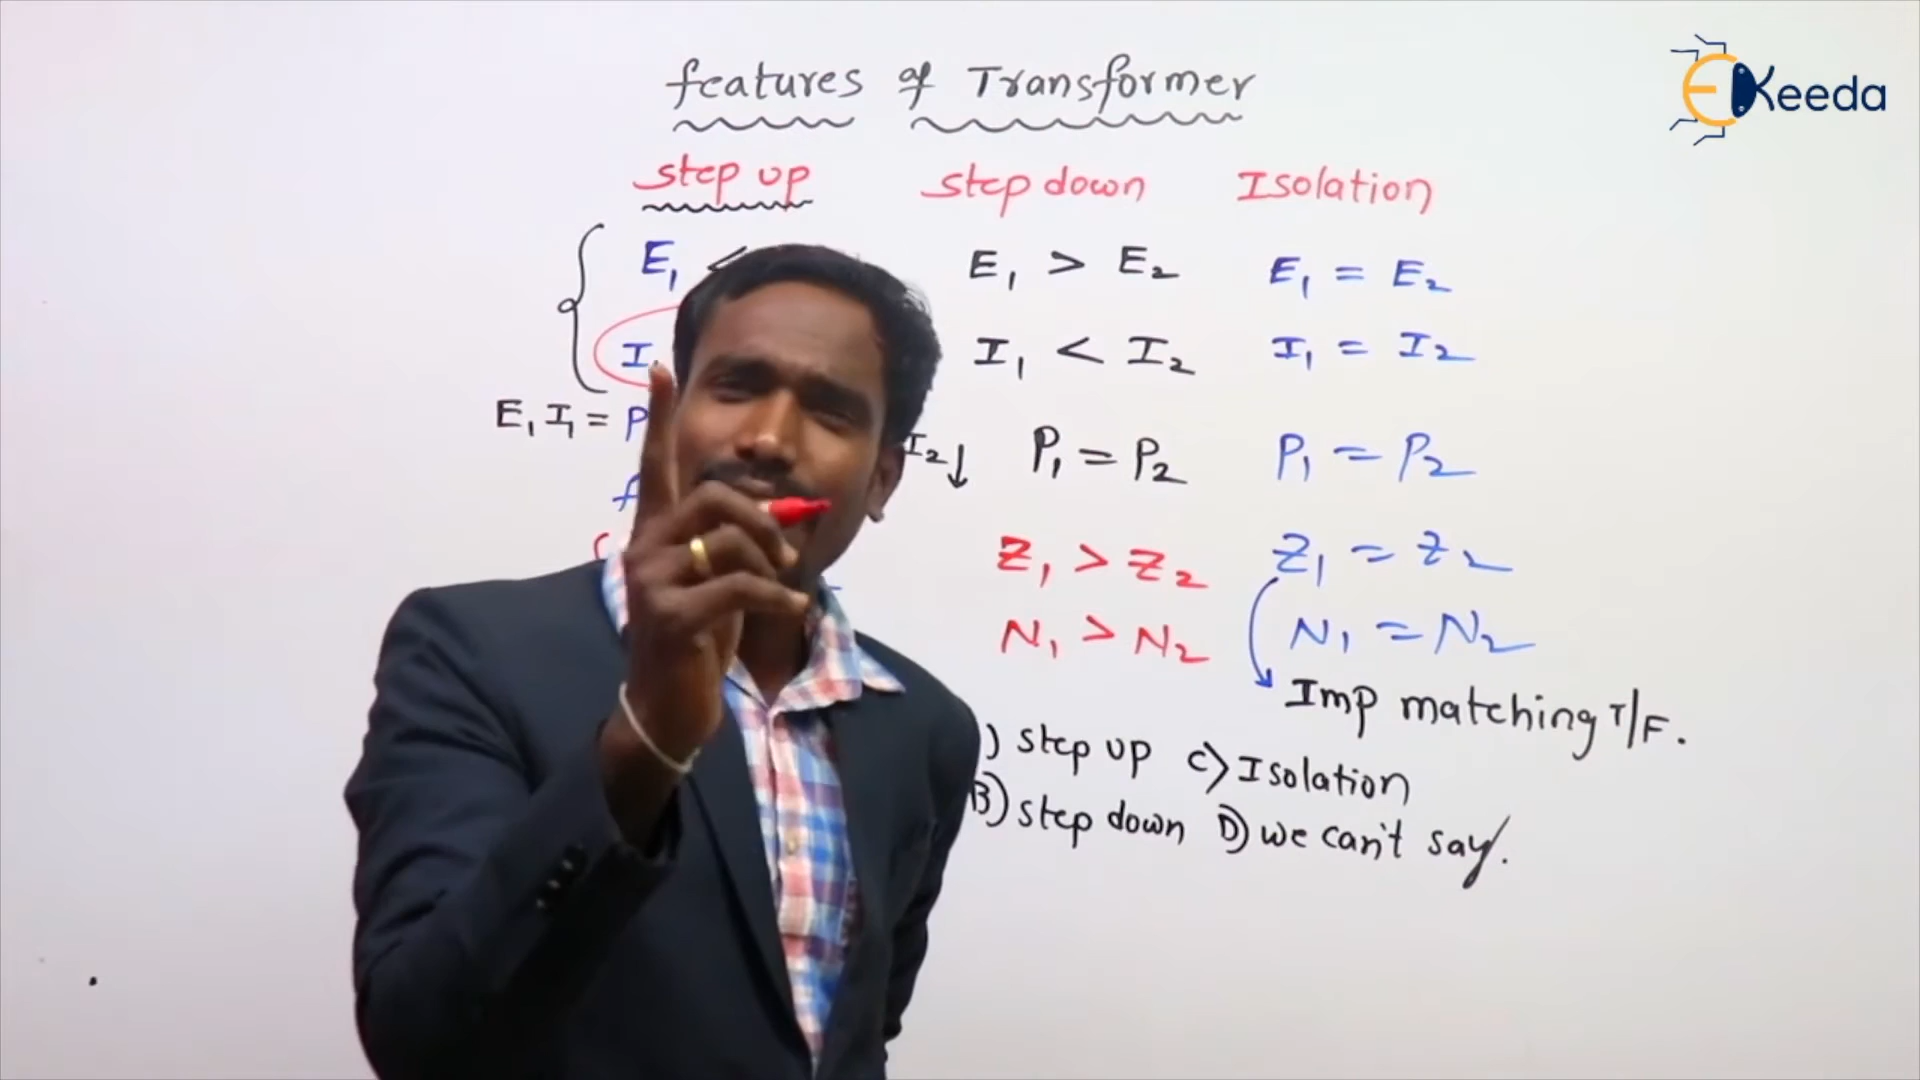 EKeeda
features of Transformer
step up step down Isolation
E₁ < E₁ > E₂ E₁ = E₂
I I₁ < I₂ I₁ = I₂
E₁ I₁ = P I₂↓ P₁ = P₂ P₁ = P₂
f
Z₁ > Z₂ Z₁ = Z₂
N₁ > N₂ N₁ = N₂
Imp matching T/F.
) step up C) Isolation
B) step down D) we can't say.